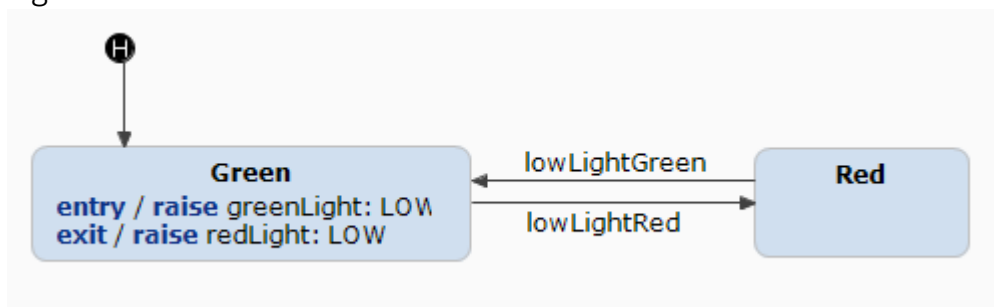 H
Green
entry / raise greenLight: LOW
exit / raise redLight: LOW
lowLightGreen
lowLightRed
Red